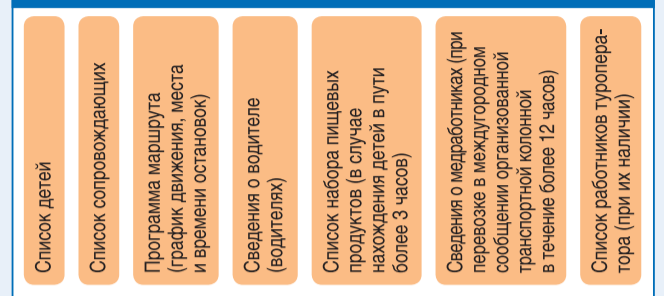 Список детей
Список сопровождающих
Программа маршрута
(график движения, места
и времени остановок)
Сведения о водителе
(водителях)
Список набора пищевых
продуктов (в случае
нахождения детей в пути
более 3 часов)
Сведения о медработниках (при
перевозке в междугородном
сообщении организованной
транспортной колонной
в течение более 12 часов)
Список работников туропера-
тора (при их наличии)